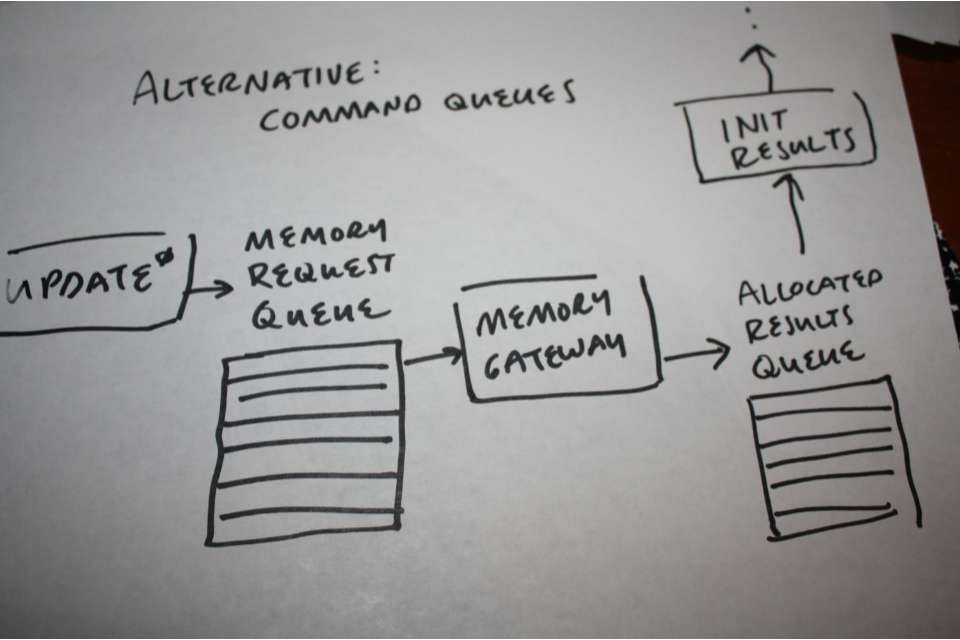 ALTERNATIVE:
COMMAND QUEUES
INIT
RESULTS
UPDATE
MEMORY
REQUEST
QUEUE
MEMORY
GATEWAY
ALLOCATED
RESULTS
QUEUE